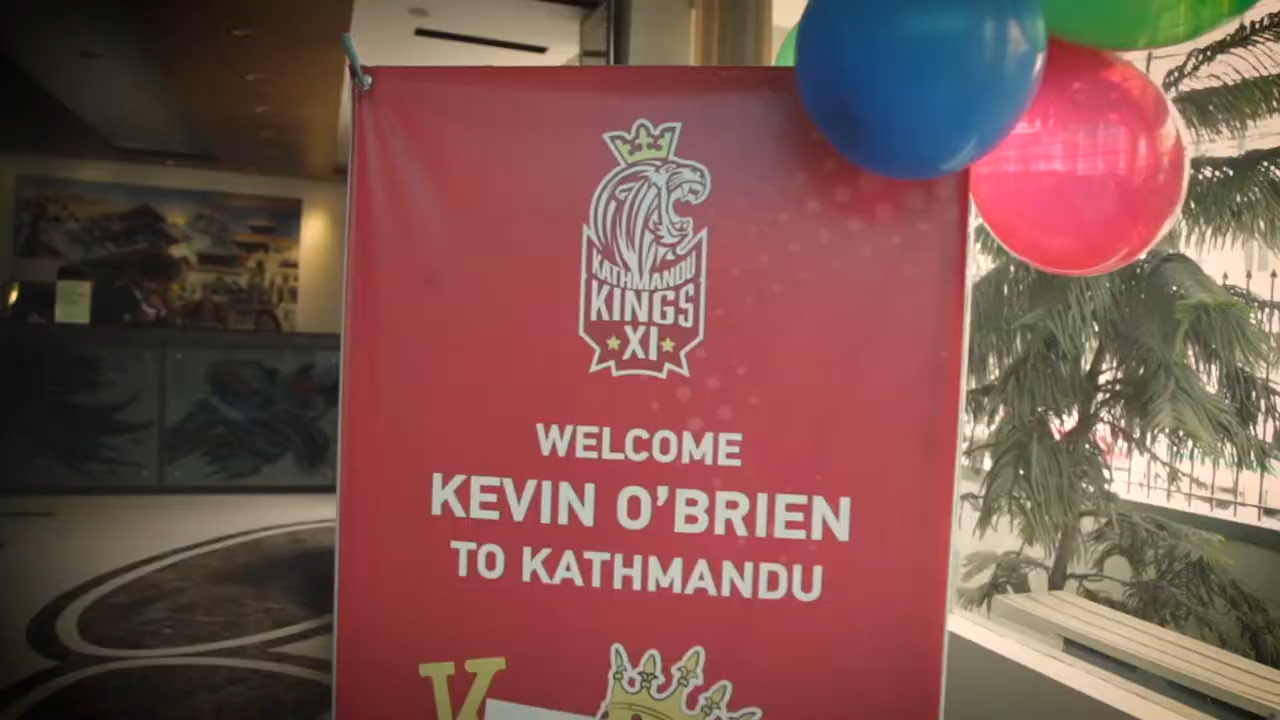 KATHMANDU
KINGS
XI
WELCOME
KEVIN O'BRIEN
TO KATHMANDU
K